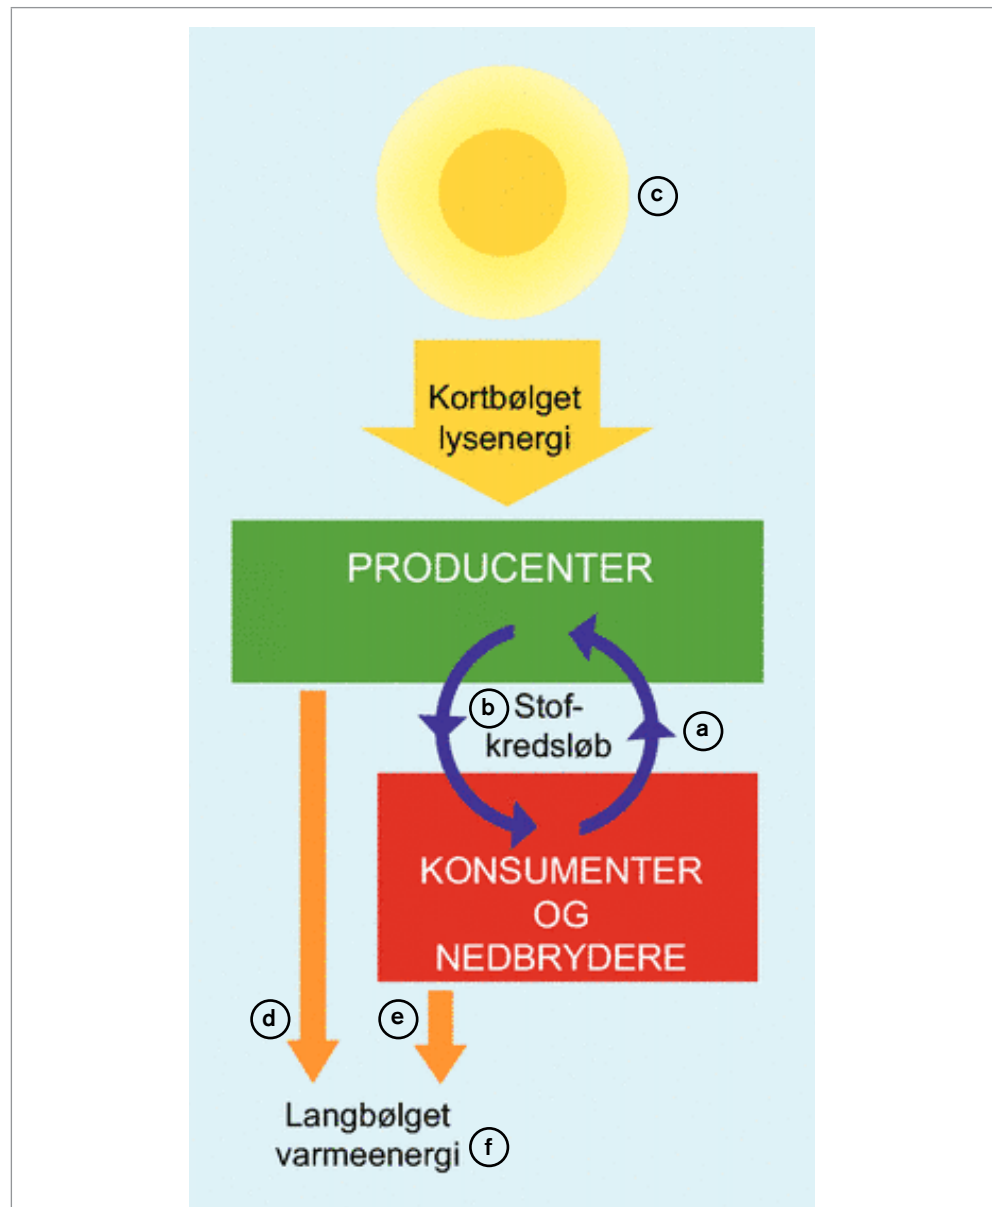 c
Kortbølget
lysenergi
PRODUCENTER
b Stof-
kredsløb
a
KONSUMENTER
OG
NEDBRYDERE
d
e
Langbølget
varmeenergi f